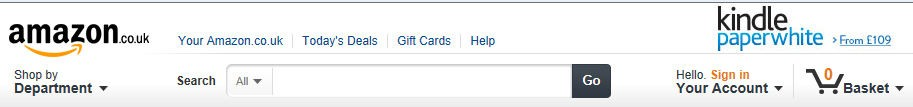 amazon.co.uk
Your Amazon.co.uk Today's Deals Gift Cards Help
kindle
paperwhite › From £109
Shop by
Department
Search All Go
Hello. Sign in
Your Account
0
Basket